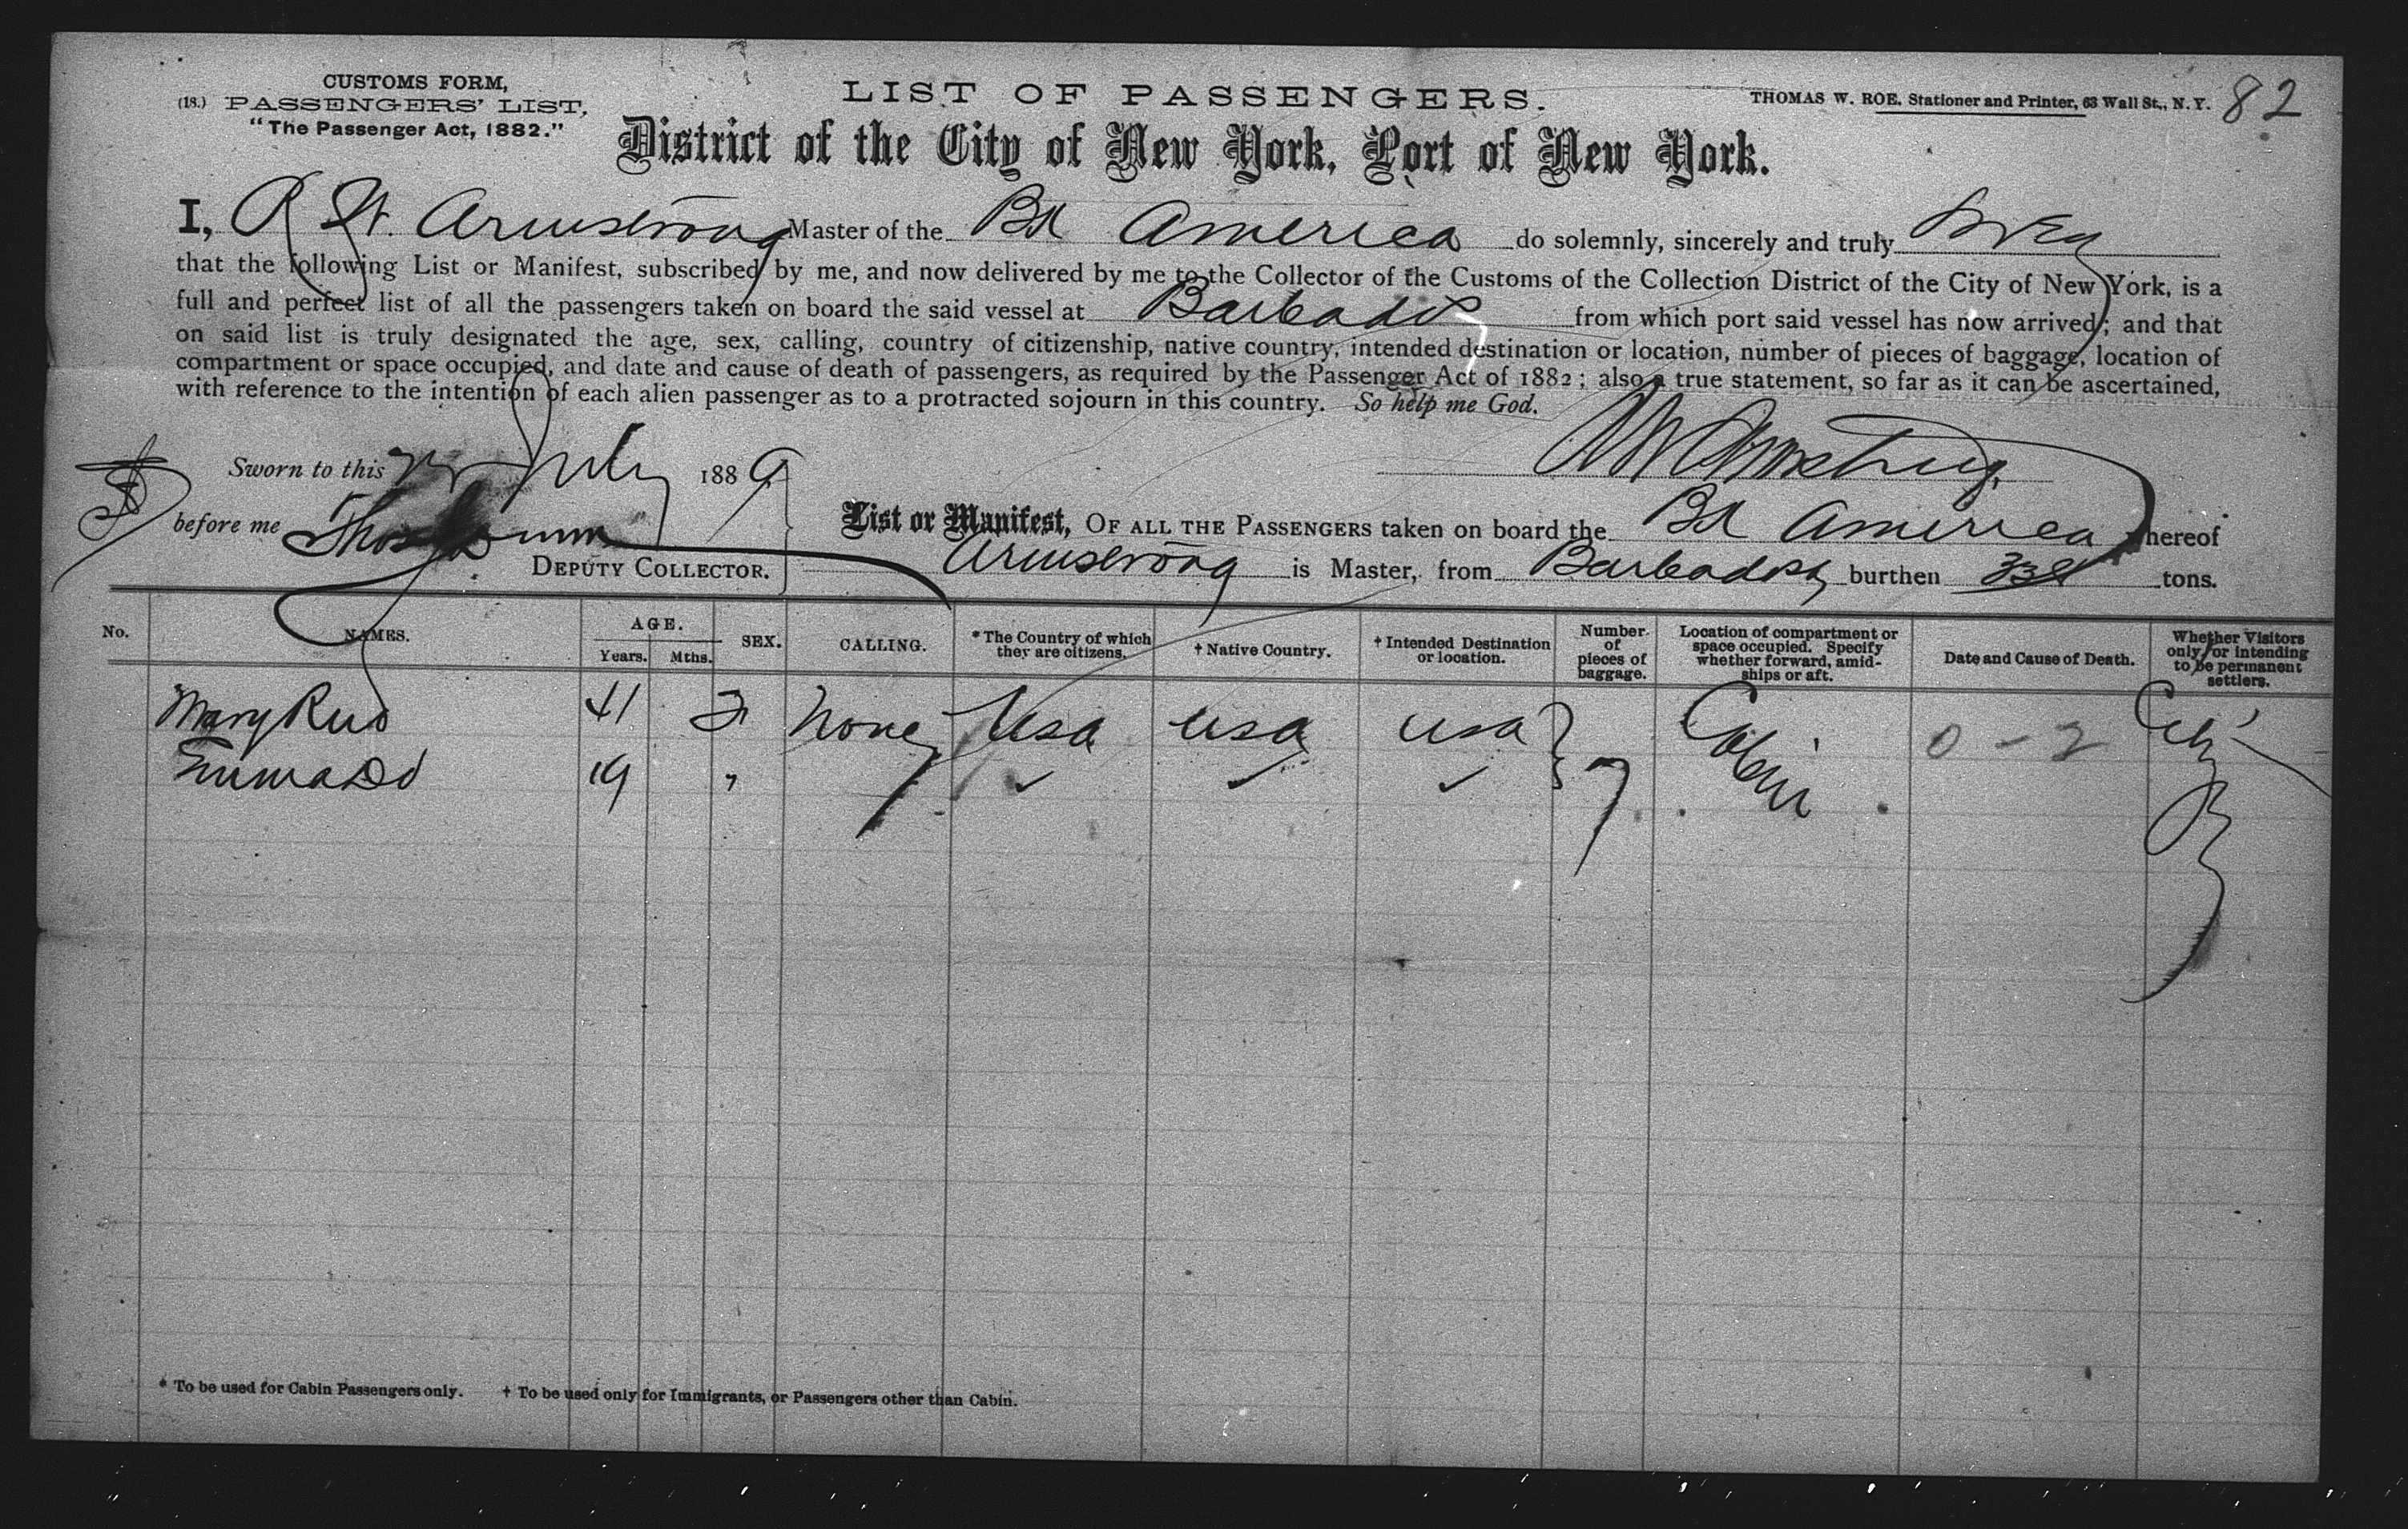 CUSTOMS FORM,
(18.) PASSENGERS' LIST,
"The Passenger Act, 1882."
LIST OF PASSENGERS.
THOMAS W. ROE, Stationer and Printer, 63 Wall St., N.Y. 82
District of the City of New York, Port of New York.
I, R W. Armstrong Master of the America do solemnly, sincerely and truly
that the following List or Manifest, subscribed by me, and now delivered by me to the Collector of the Customs of the Collection District of the City of New York, is a
full and perfect list of all the passengers taken on board the said vessel at Barbados from which port said vessel has now arrived; and that
on said list is truly designated the age, sex, calling, country of citizenship, native country, intended destination or location, number of pieces of baggage, location of
compartment or space occupied, and date and cause of death of passengers, as required by the Passenger Act of 1882; also a true statement, so far as it can be ascertained,
with reference to the intention of each alien passenger as to a protracted sojourn in this country. So help me God.
RW Armstrong
Sworn to this July 1889
before me Thos Dunn
DEPUTY COLLECTOR.
List or Manifest, OF ALL THE PASSENGERS taken on board the America whereof
Armstrong is Master, from Barbados burthen tons.
No. NAMES. AGE. Years. Mths. SEX. CALLING. * The Country of which they are citizens. † Native Country. † Intended Destination or location. Number of pieces of baggage. Location of compartment or space occupied. Specify whether forward, amidships or aft. Date and Cause of Death. Whether Visitors only, or intending to be permanent settlers.
Mary 41 F None Usa usa usa 7 Cabin 0 - 2
Emma Do 19 "
* To be used for Cabin Passengers only. † To be used only for Immigrants, or Passengers other than Cabin.